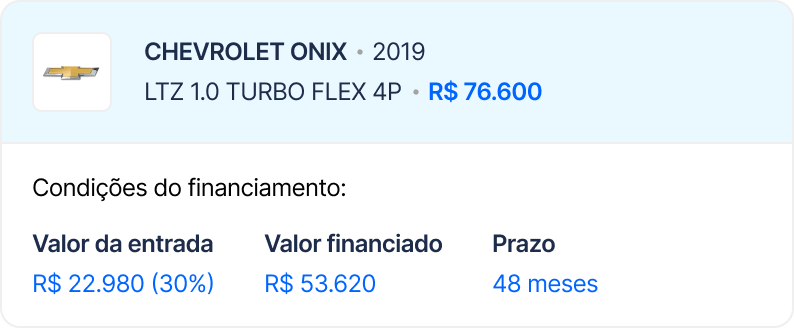 CHEVROLET ONIX • 2019
LTZ 1.0 TURBO FLEX 4P • R$ 76.600
Condições do financiamento:
Valor da entrada Valor financiado Prazo
R$ 22.980 (30%) R$ 53.620 48 meses